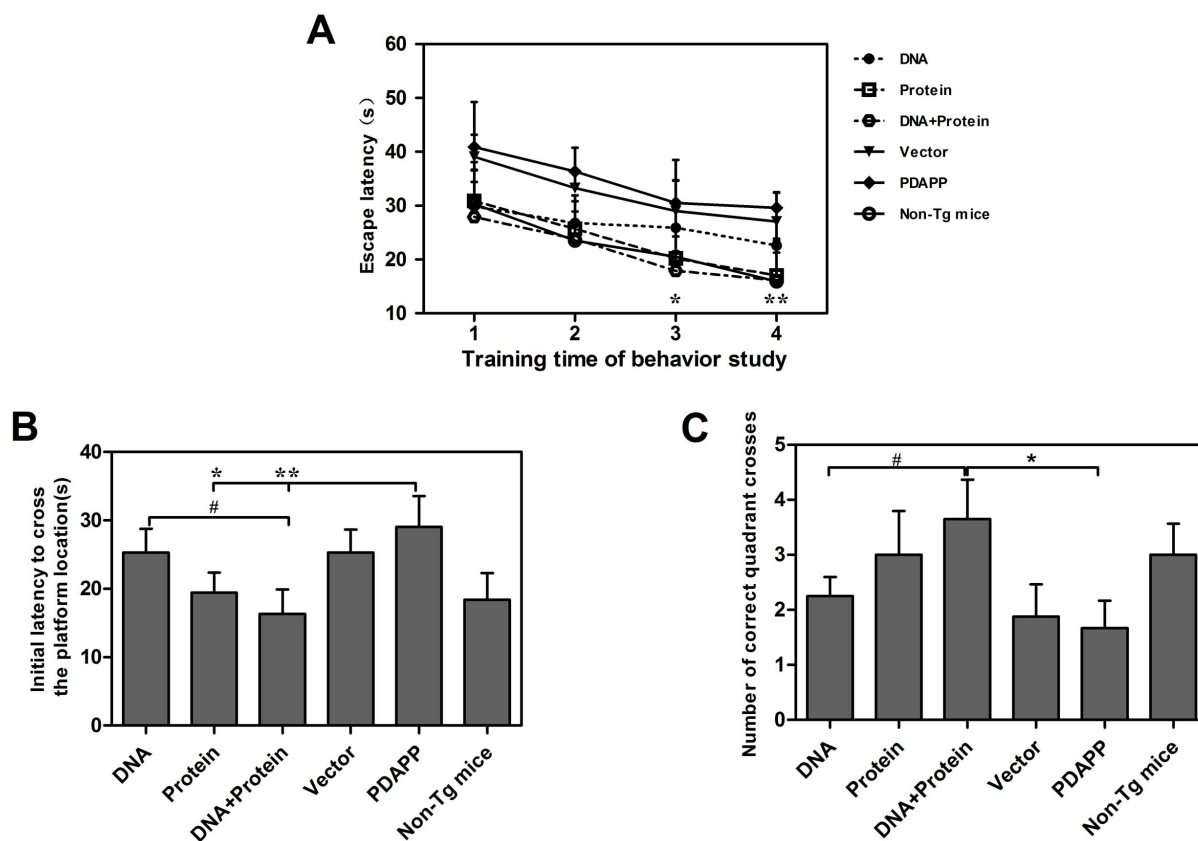 A
60
50
40
30
20
10
Escape latency（s）
* **
1 2 3 4
Training time of behavior study
DNA
Protein
DNA+Protein
Vector
PDAPP
Non-Tg mice
B
40
30
20
10
0
Initial latency to cross
the platform location(s)
* **
#
DNA
Protein
DNA+Protein
Vector
PDAPP
Non-Tg mice
C
5
4
3
2
1
0
Number of correct quadrant crosses
# *
DNA
Protein
DNA+Protein
Vector
PDAPP
Non-Tg mice